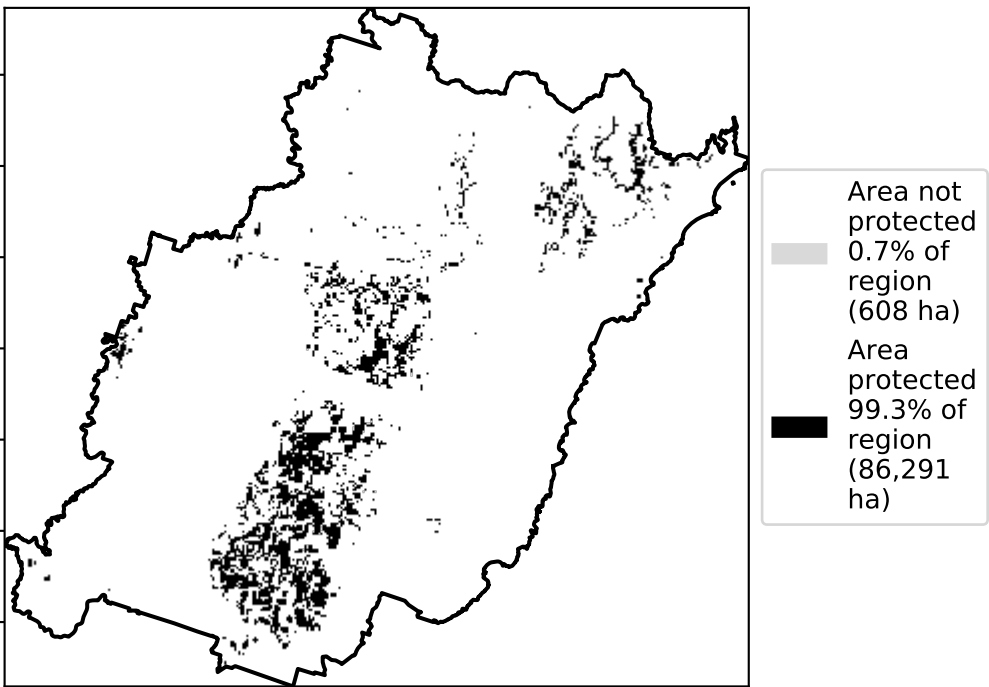 Area not
protected
0.7% of
region
(608 ha)
Area
protected
99.3% of
region
(86,291
ha)